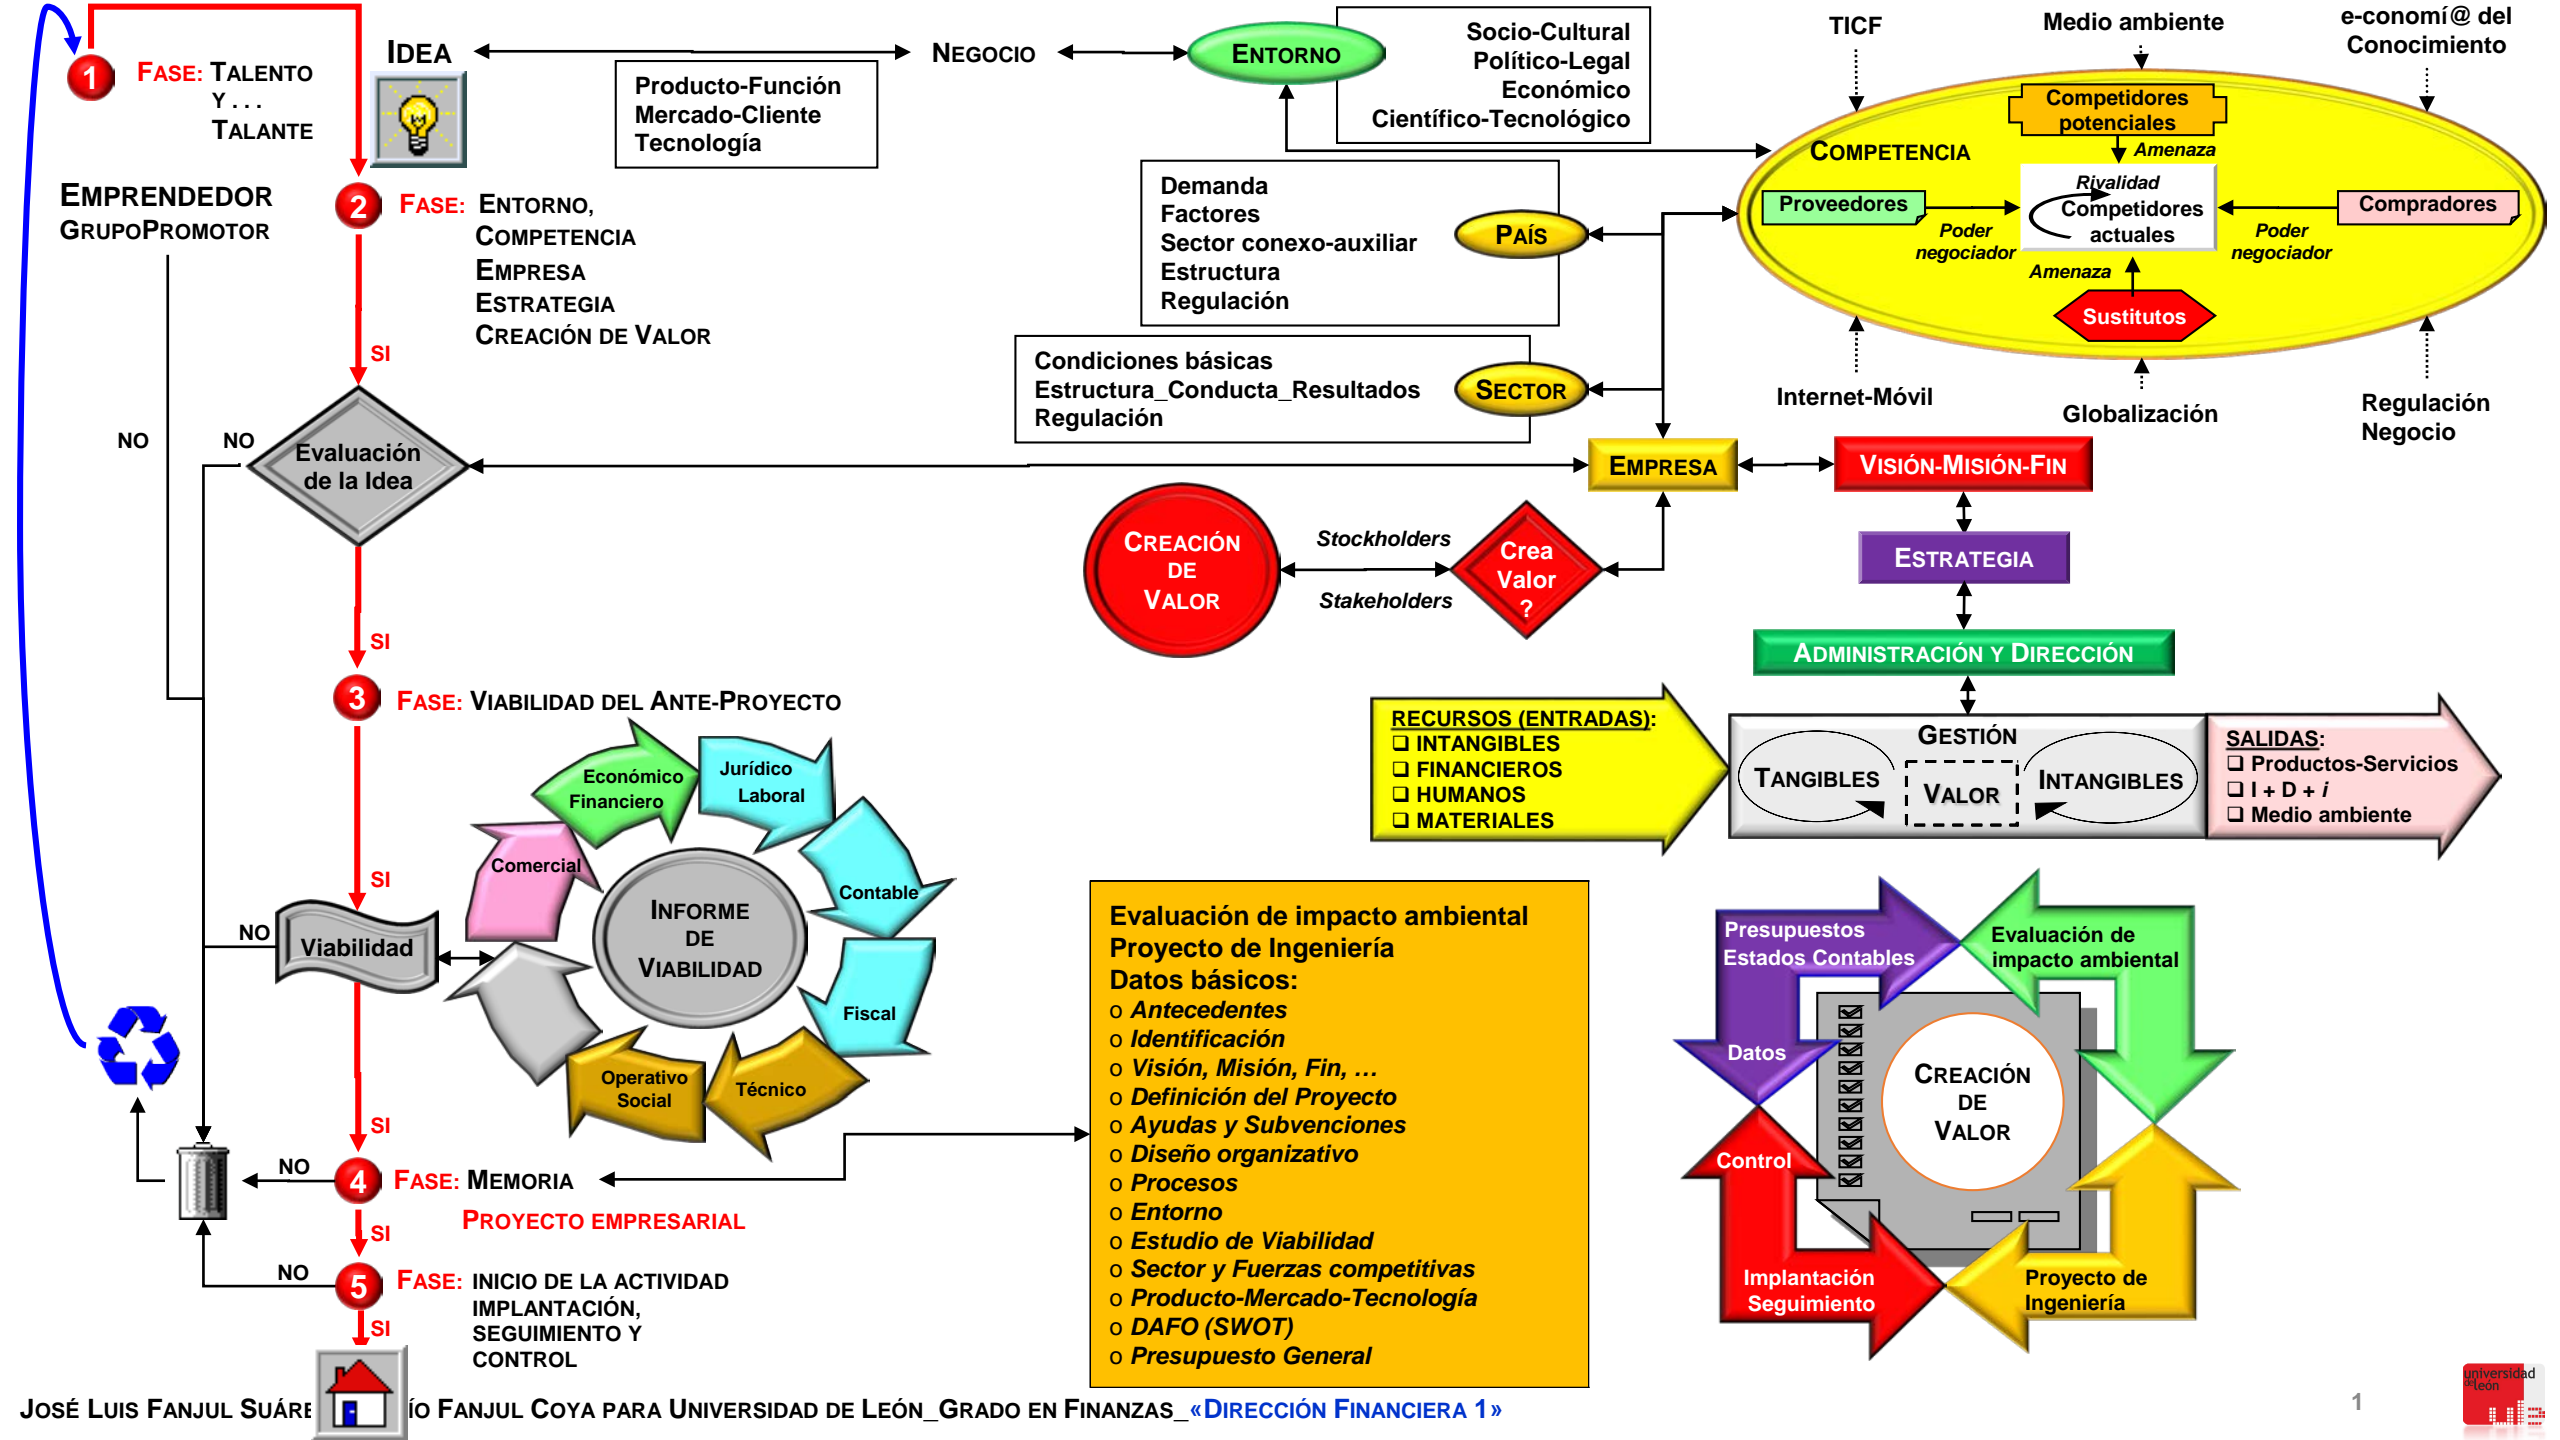 1
FASE: TALENTO
Y . . .
TALANTE
IDEA
NEGOCIO
Producto-Función
Mercado-Cliente
Tecnología
ENTORNO
Socio-Cultural
Político-Legal
Económico
Científico-Tecnológico
TICF
Medio ambiente
e-economí@ del
Conocimiento
COMPETENCIA
Competidores
potenciales
Amenaza
Rivalidad
Competidores
actuales
Proveedores
Poder
negociador
Compradores
Poder
negociador
Amenaza
Sustitutos
Internet-Móvil
Globalización
Regulación
Negocio
EMPRENDEDOR
GRUPOPROMOTOR
2
FASE: ENTORNO,
COMPETENCIA
EMPRESA
ESTRATEGIA
CREACIÓN DE VALOR
Demanda
Factores
Sector conexo-auxiliar
Estructura
Regulación
PAÍS
Condiciones básicas
Estructura_Conducta_Resultados
Regulación
SECTOR
SI
NO
NO
Evaluación
de la Idea
EMPRESA
VISIÓN-MISIÓN-FIN
CREACIÓN
DE
VALOR
Stockholders
Stakeholders
Crea
Valor
?
ESTRATEGIA
ADMINISTRACIÓN Y DIRECCIÓN
SI
3
FASE: VIABILIDAD DEL ANTE-PROYECTO
RECURSOS (ENTRADAS):
❑ INTANGIBLES
❑ FINANCIEROS
❑ HUMANOS
❑ MATERIALES
GESTIÓN
TANGIBLES
VALOR
INTANGIBLES
SALIDAS:
❑ Productos-Servicios
❑ I + D + i
❑ Medio ambiente
Económico
Financiero
Jurídico
Laboral
Contable
Fiscal
Técnico
Operativo
Social
Comercial
INFORME
DE
VIABILIDAD
SI
NO
Viabilidad
Evaluación de impacto ambiental
Proyecto de Ingeniería
Datos básicos:
o Antecedentes
o Identificación
o Visión, Misión, Fin, …
o Definición del Proyecto
o Ayudas y Subvenciones
o Diseño organizativo
o Procesos
o Entorno
o Estudio de Viabilidad
o Sector y Fuerzas competitivas
o Producto-Mercado-Tecnología
o DAFO (SWOT)
o Presupuesto General
Presupuestos
Estados Contables
Datos
Evaluación de
impacto ambiental
CREACIÓN
DE
VALOR
Control
Implantación
Seguimiento
Proyecto de
Ingeniería
SI
NO
4
FASE: MEMORIA
PROYECTO EMPRESARIAL
SI
NO
5
FASE: INICIO DE LA ACTIVIDAD
IMPLANTACIÓN,
SEGUIMIENTO Y
CONTROL
SI
JOSÉ LUIS FANJUL SUÁRE ÍO FANJUL COYA PARA UNIVERSIDAD DE LEÓN_GRADO EN FINANZAS_«DIRECCIÓN FINANCIERA 1»
1
universidad
de león